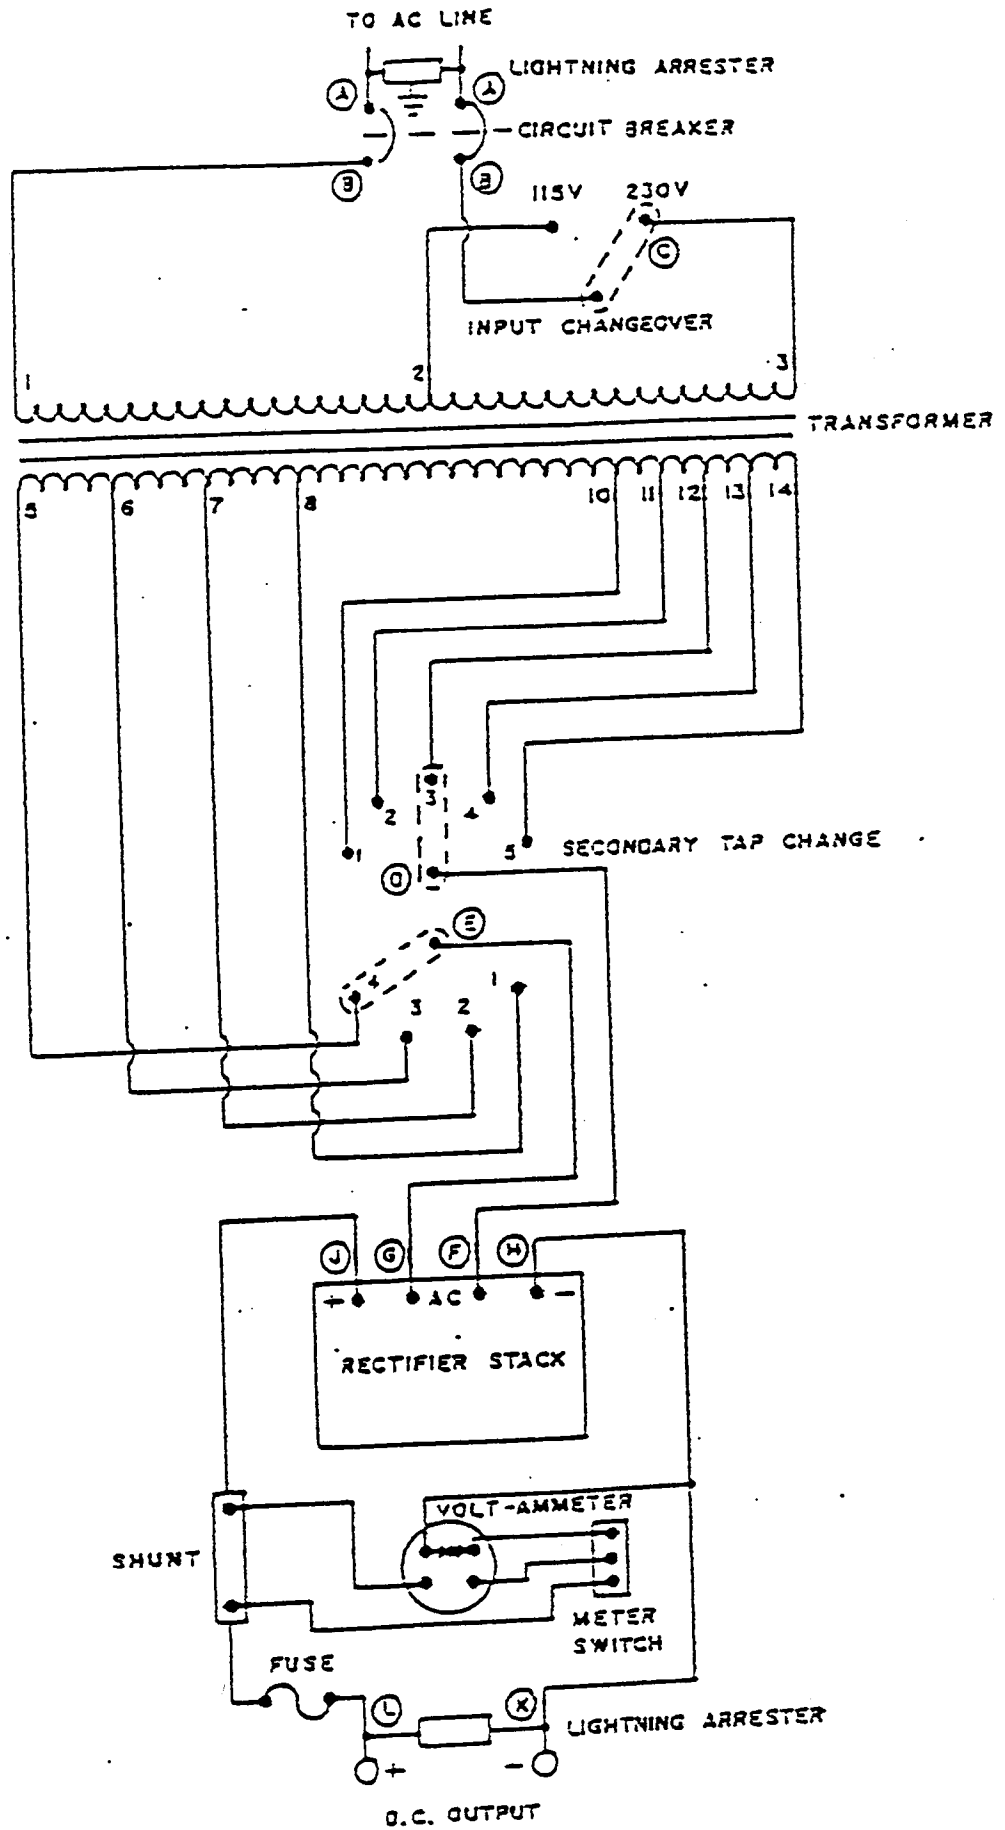 TO AC LINE
LIGHTNING ARRESTER
A A
CIRCUIT BREAKER
B B
115V 230V
C
INPUT CHANGEOVER
1 2 3
TRANSFORMER
5 6 7 8 10 11 12 13 14
3
2 4
1 5
SECONDARY TAP CHANGE
D
E
4 1
3 2
J G F H
+ AC -
RECTIFIER STACK
VOLT-AMMETER
SHUNT
METER
SWITCH
FUSE
L X
LIGHTNING ARRESTER
+ -
D.C. OUTPUT